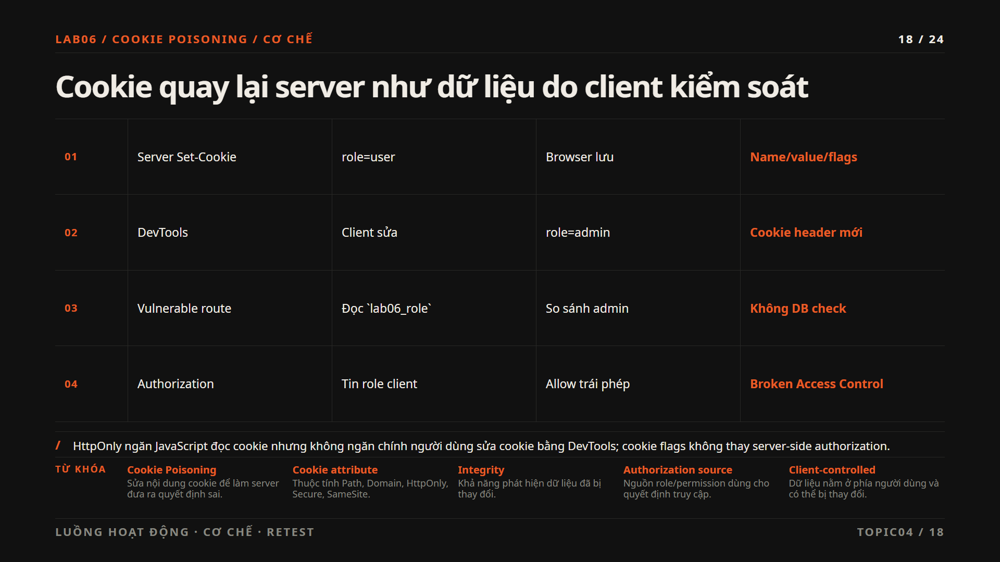 LAB06 / COOKIE POISONING / CƠ CHẾ
18 / 24
Cookie quay lại server như dữ liệu do client kiểm soát
01
Server Set-Cookie
role=user
Browser lưu
Name/value/flags
02
DevTools
Client sửa
role=admin
Cookie header mới
03
Vulnerable route
Đọc `lab06_role`
So sánh admin
Không DB check
04
Authorization
Tin role client
Allow trái phép
Broken Access Control
/ HttpOnly ngăn JavaScript đọc cookie nhưng không ngăn chính người dùng sửa cookie bằng DevTools; cookie flags không thay server-side authorization.
TỪ KHÓA
Cookie Poisoning
Sửa nội dung cookie để làm server
đưa ra quyết định sai.
Cookie attribute
Thuộc tính Path, Domain, HttpOnly,
Secure, SameSite.
Integrity
Khả năng phát hiện dữ liệu đã bị
thay đổi.
Authorization source
Nguồn role/permission dùng cho
quyết định truy cập.
Client-controlled
Dữ liệu nằm ở phía người dùng và
có thể bị thay đổi.
LUỒNG HOẠT ĐỘNG · CƠ CHẾ · RETEST
TOPIC04 / 18